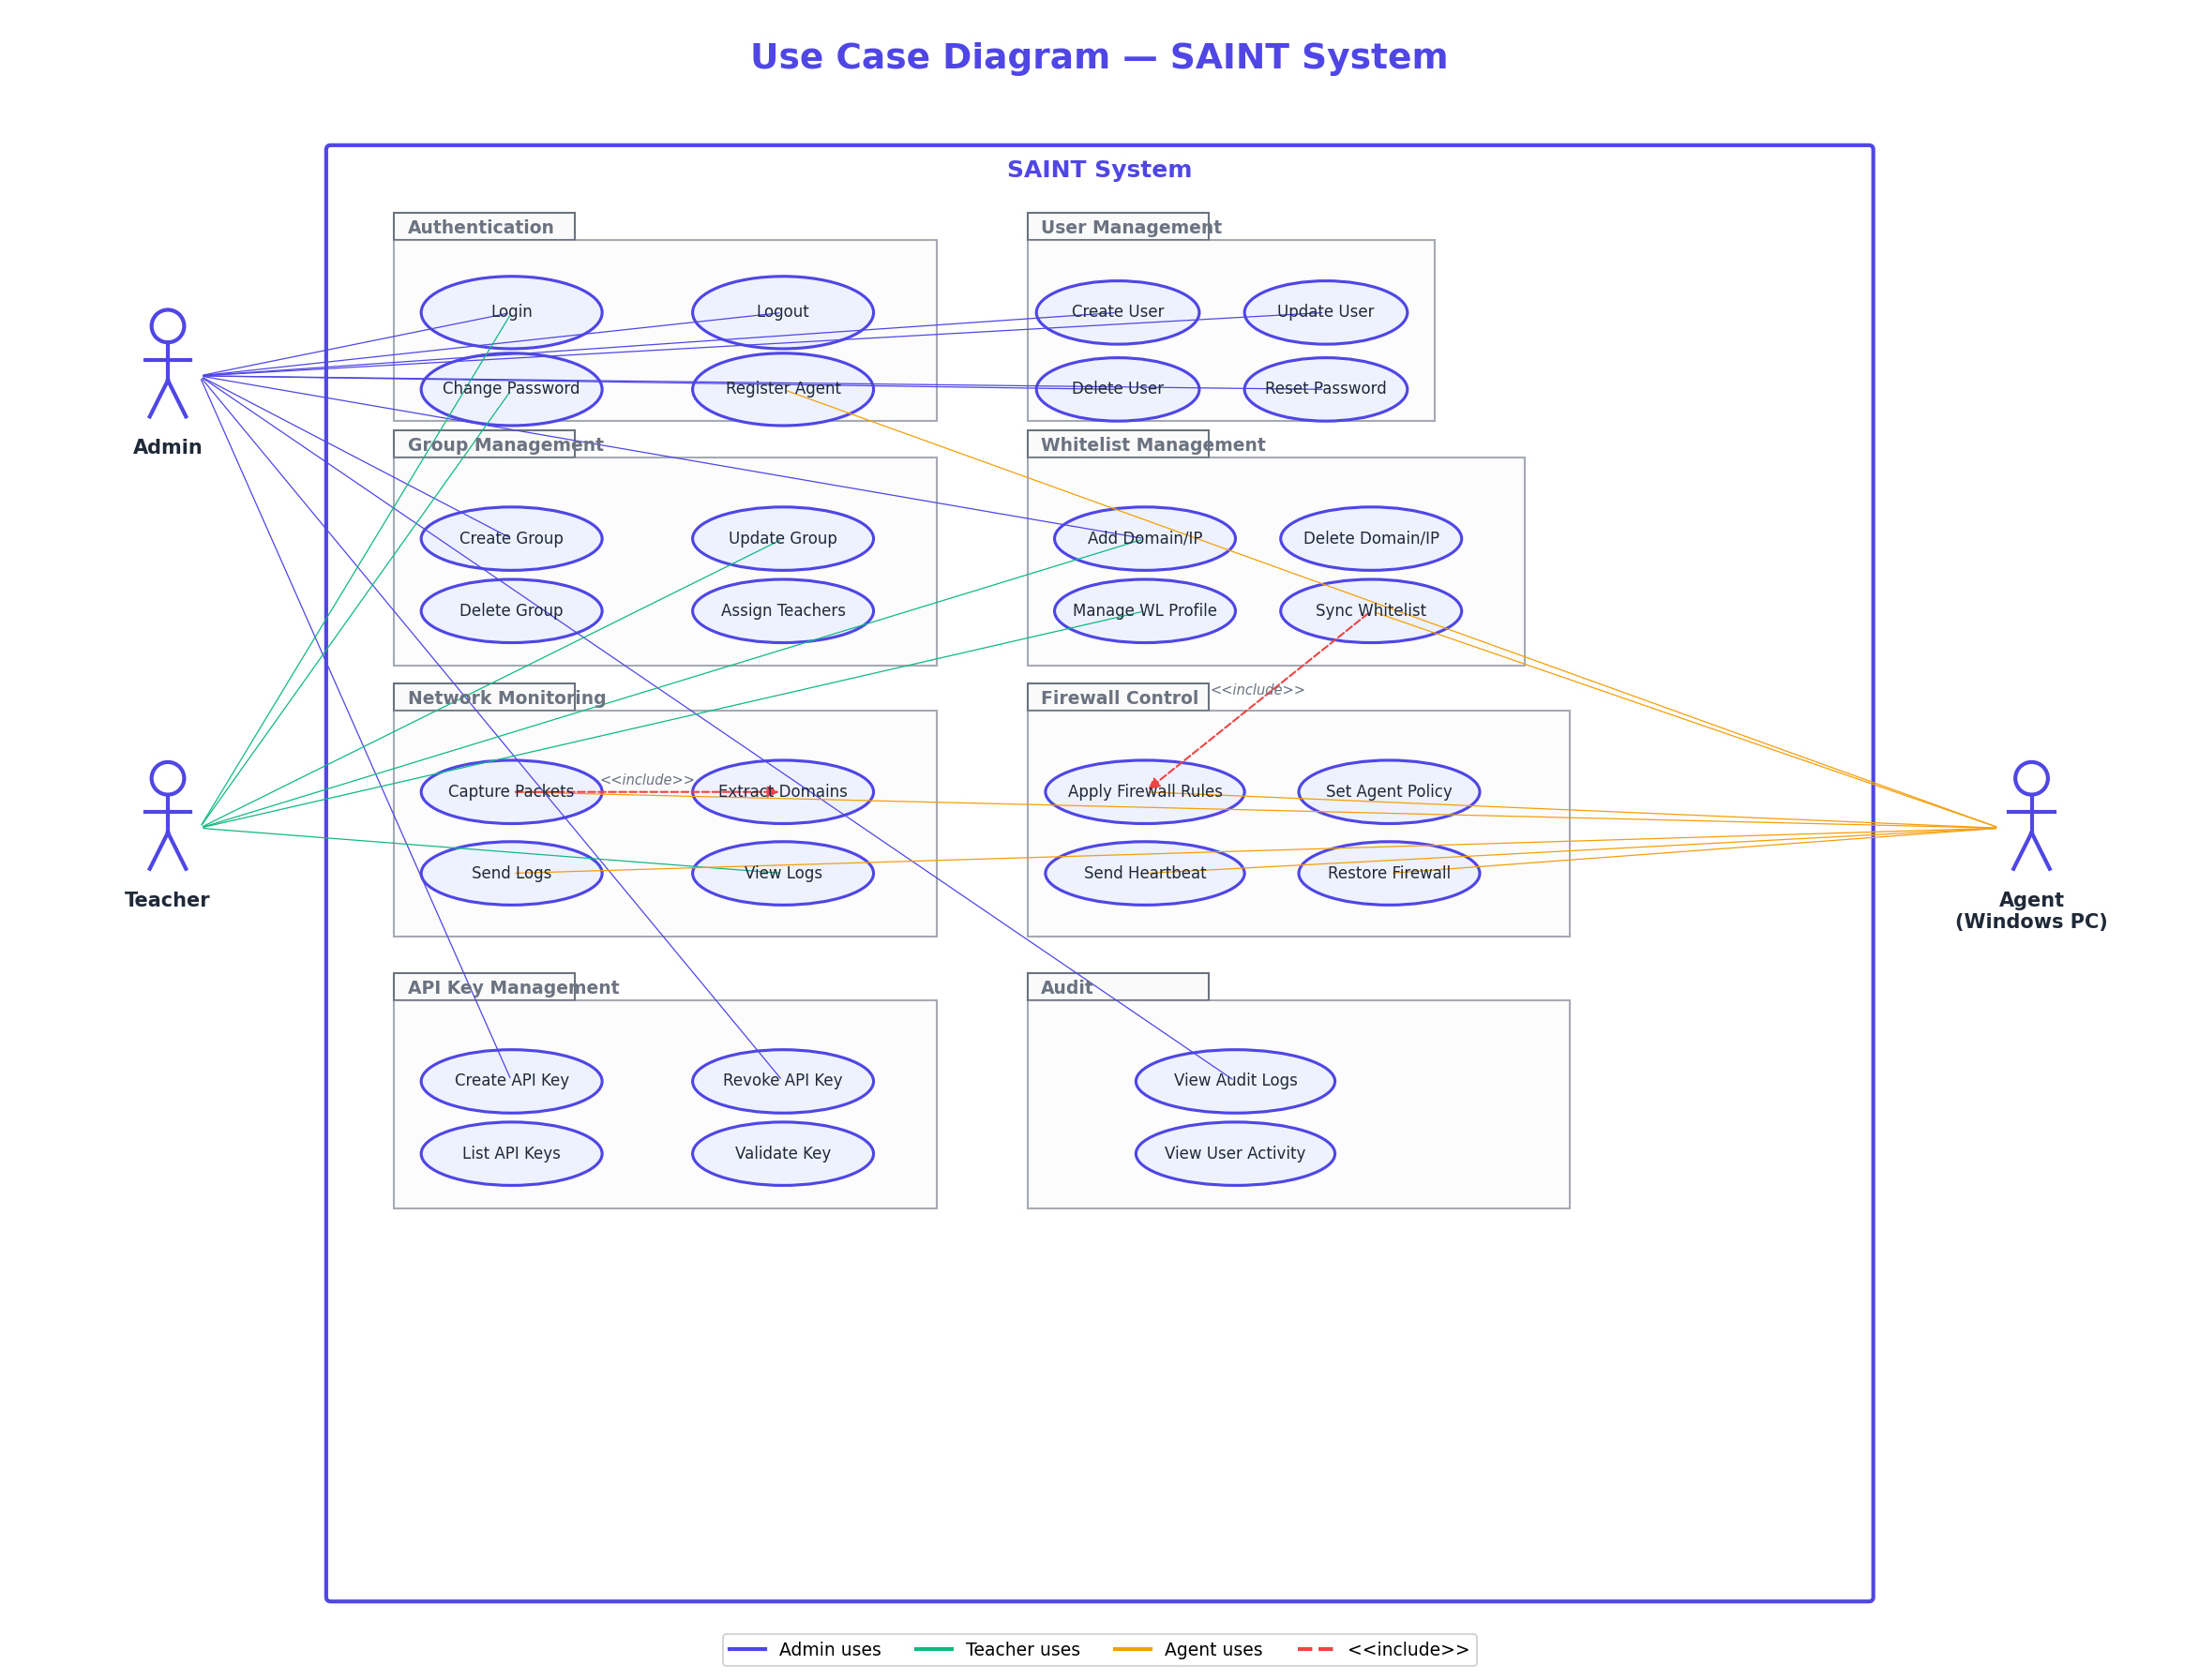 Use Case Diagram — SAINT System
SAINT System
Authentication
Login
Logout
Change Password
Register Agent
User Management
Create User
Update User
Delete User
Reset Password
Admin
Group Management
Create Group
Update Group
Delete Group
Assign Teachers
Whitelist Management
Add Domain/IP
Delete Domain/IP
Manage WL Profile
Sync Whitelist
<<include>>
Network Monitoring
Capture Packets
<<include>>
Extract Domains
Send Logs
View Logs
Firewall Control
Apply Firewall Rules
Set Agent Policy
Send Heartbeat
Restore Firewall
Teacher
Agent
(Windows PC)
API Key Management
Create API Key
Revoke API Key
List API Keys
Validate Key
Audit
View Audit Logs
View User Activity
Admin uses
Teacher uses
Agent uses
<<include>>